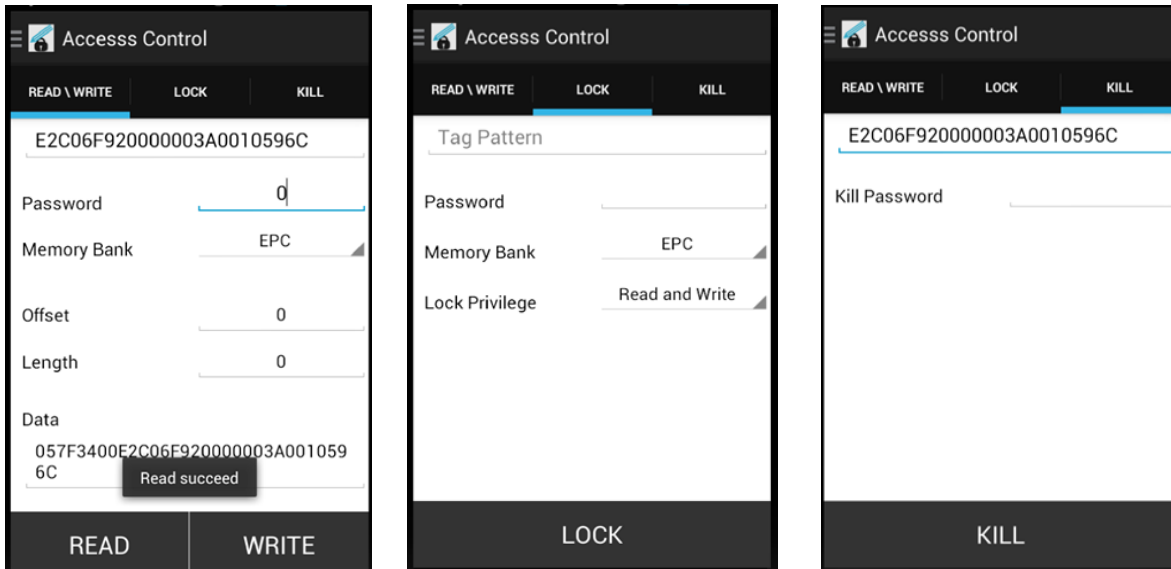 Accesss Control
READ \ WRITE LOCK KILL
E2C06F920000003A0010596C
Password 0
Memory Bank EPC
Offset 0
Length 0
Data
057F3400E2C06F920000003A001059
6C
Read succeed
READ WRITE
Accesss Control
READ \ WRITE LOCK KILL
Tag Pattern
Password
Memory Bank EPC
Lock Privilege Read and Write
LOCK
Accesss Control
READ \ WRITE LOCK KILL
E2C06F920000003A0010596C
Kill Password
KILL